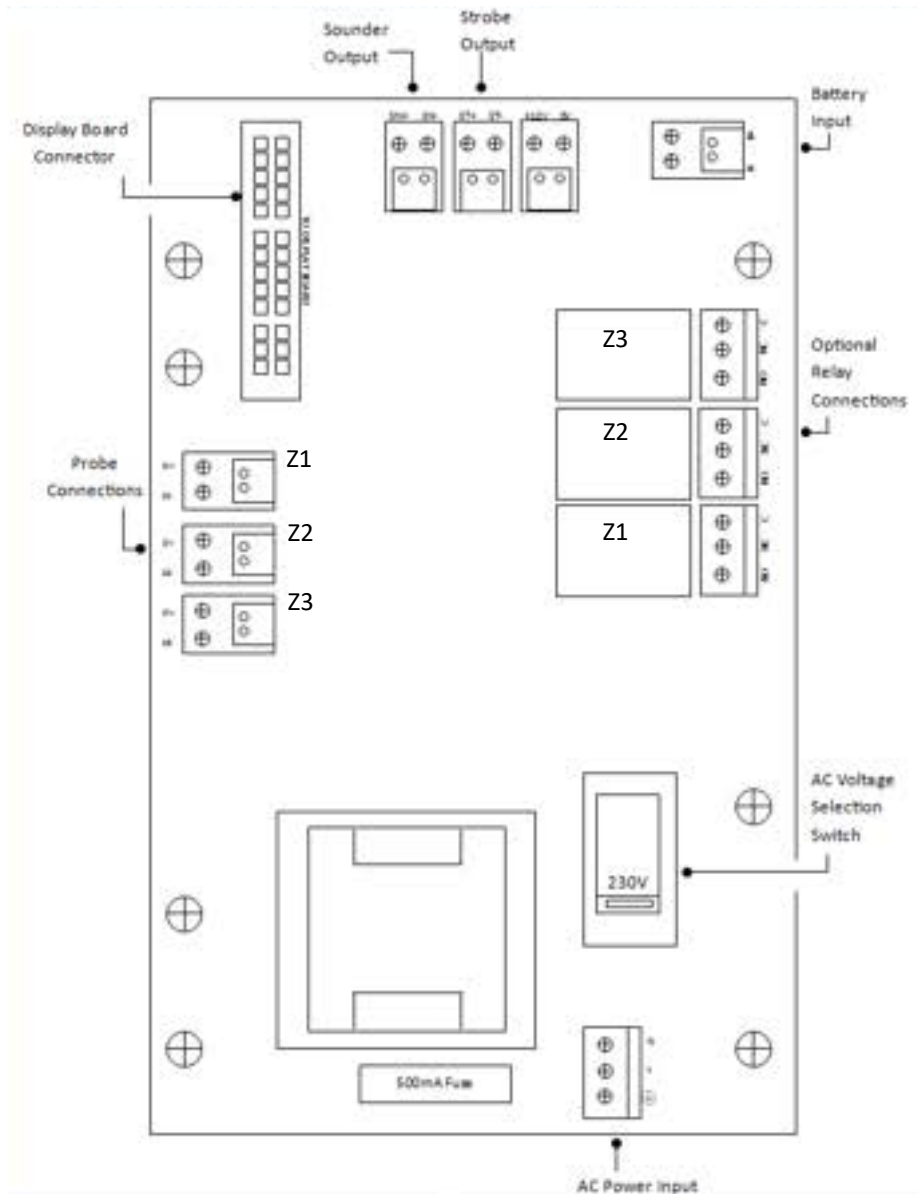 Strobe
Output
Sounder
Output
Battery
Input
Display Board
Connector
Z3
Optional
Relay
Connections
Z2
Z1
Z1
Probe
Connections
Z2
Z3
AC Voltage
Selection
Switch
230V
500mA Fuse
AC Power Input